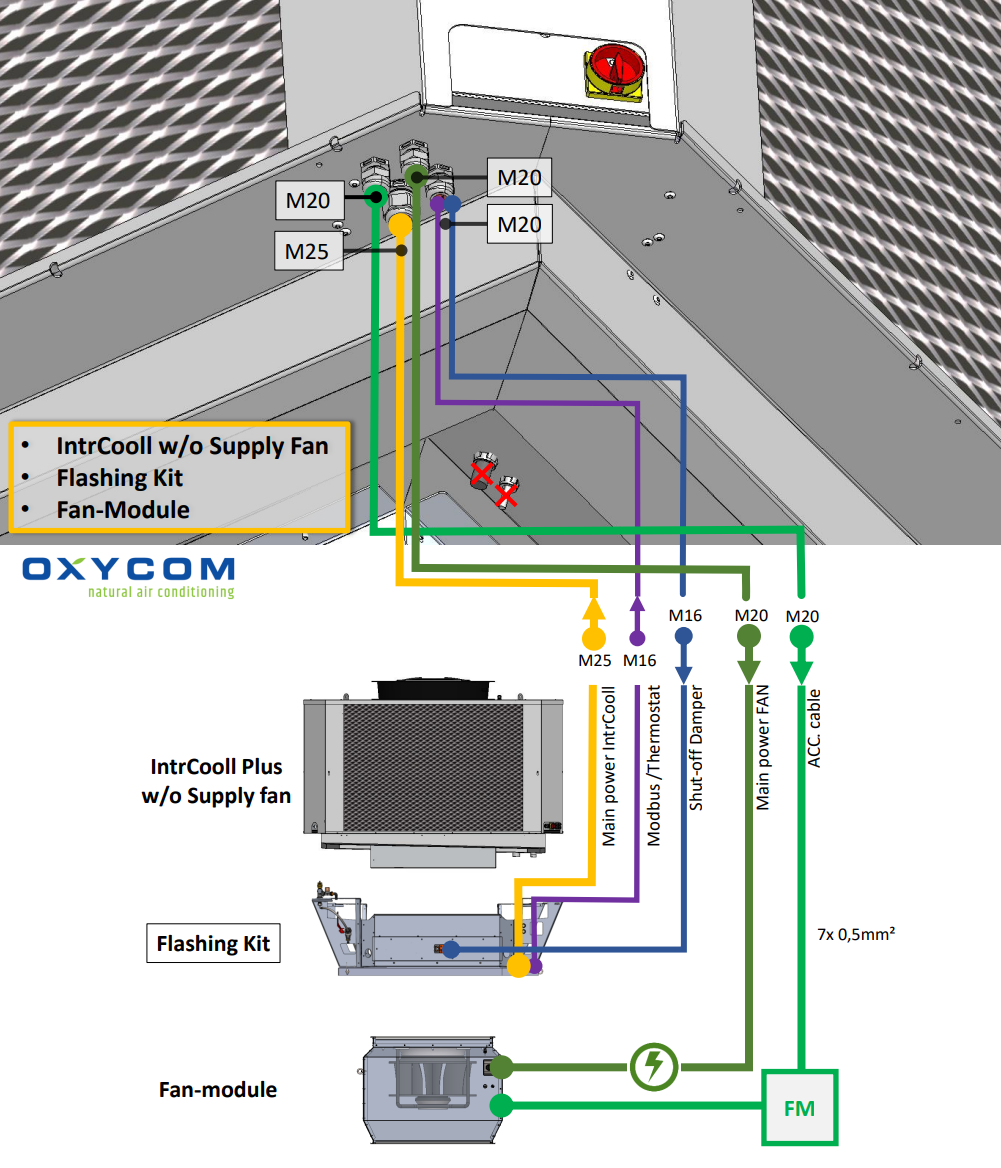 M20
M20
M20
M25
• IntrCooll w/o Supply Fan
• Flashing Kit
• Fan-Module
OXYCOM
natural air conditioning
M25
M16
M16
M20
M20
Main power IntrCooll
Modbus /Thermostat
Shut-off Damper
Main power FAN
ACC. cable
IntrCooll Plus
w/o Supply fan
Flashing Kit
7x 0,5mm²
Fan-module
FM